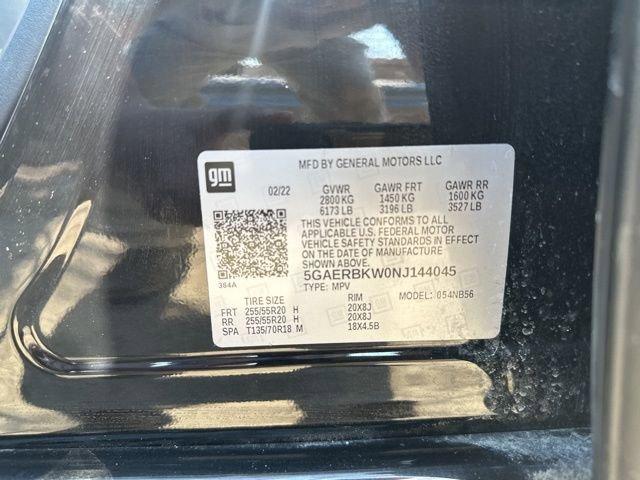 gm
MFD BY GENERAL MOTORS LLC
02/22 GVWR GAWR FRT GAWR RR
2800 KG 1450 KG 1600 KG
6173 LB 3196 LB 3527 LB
THIS VEHICLE CONFORMS TO ALL
APPLICABLE U.S. FEDERAL MOTOR
VEHICLE SAFETY STANDARDS IN EFFECT
ON THE DATE OF MANUFACTURE
SHOWN ABOVE.
384A 5GAERBKW0NJ144045
TYPE: MPV
TIRE SIZE RIM MODEL: 054NB56
FRT 255/55R20 H 20X8J
RR 255/55R20 H 20X8J
SPA T135/70R18 M 18X4.5B